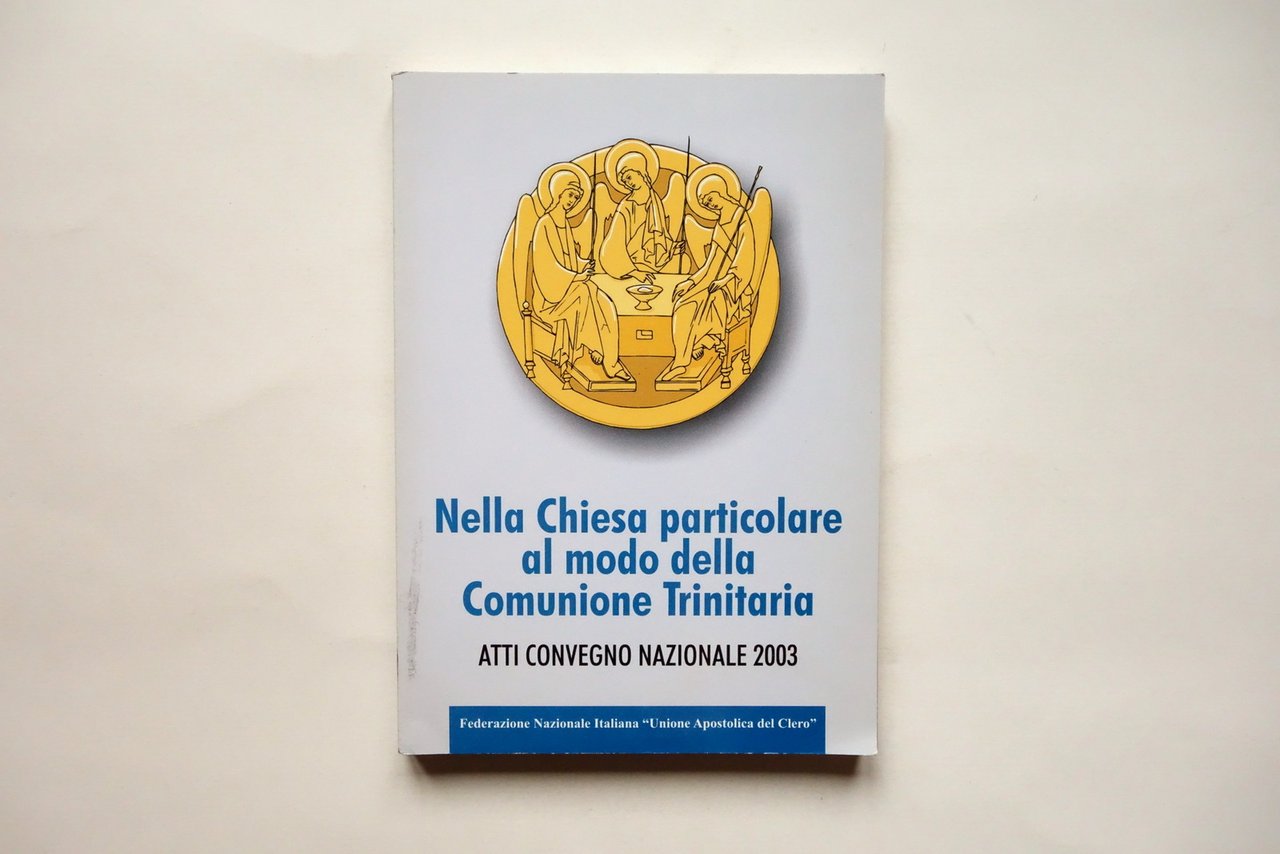 Nella Chiesa particolare
al modo della
Comunione Trinitaria
ATTI CONVEGNO NAZIONALE 2003
Federazione Nazionale Italiana “Unione Apostolica del Clero”